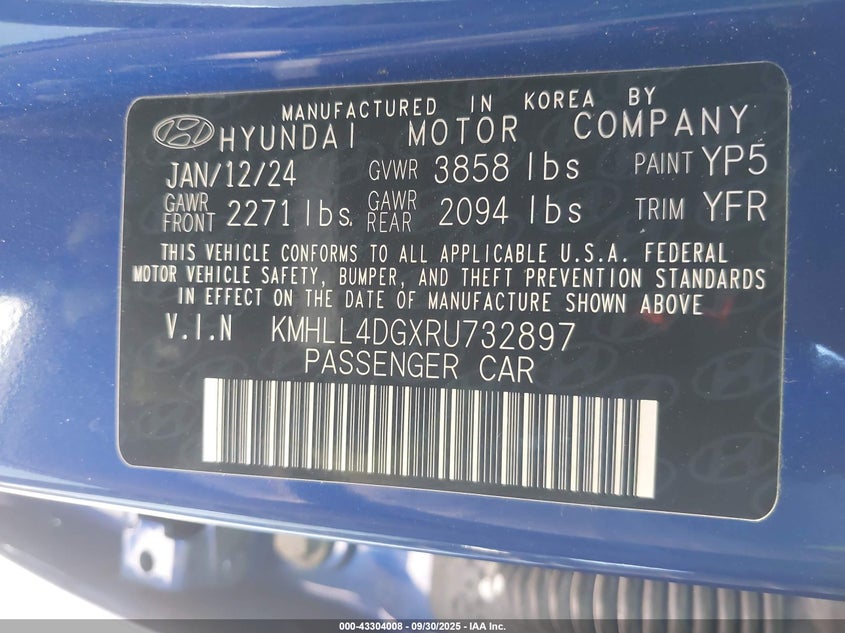 MANUFACTURED IN KOREA BY
HYUNDAI MOTOR COMPANY
JAN/12/24 GVWR 3858 lbs PAINT YP5
GAWR FRONT 2271 lbs. GAWR REAR 2094 lbs TRIM YFR
THIS VEHICLE CONFORMS TO ALL APPLICABLE U.S.A. FEDERAL
MOTOR VEHICLE SAFETY, BUMPER, AND THEFT PREVENTION STANDARDS
IN EFFECT ON THE DATE OF MANUFACTURE SHOWN ABOVE
V.I.N KMHLL4DGXRU732897
PASSENGER CAR
000-43304008 - 09/30/2025 - IAA Inc.